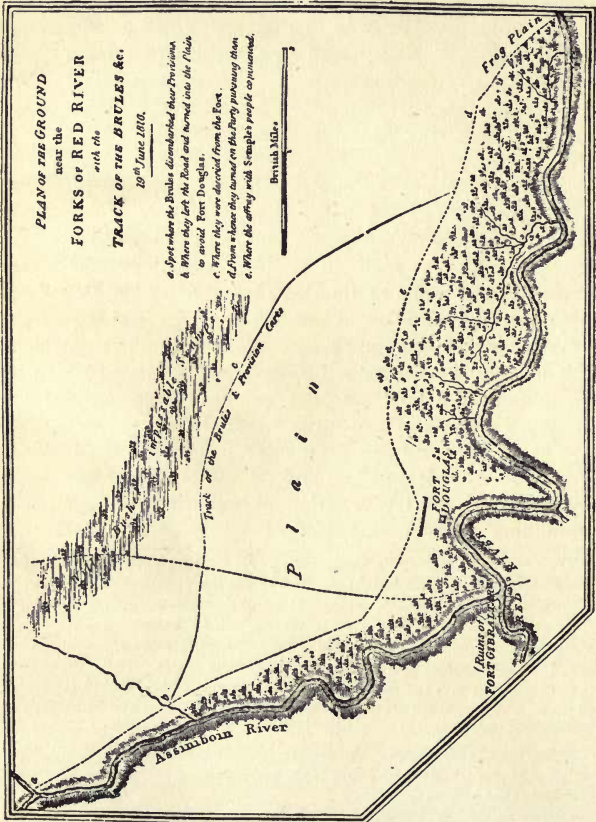 PLAN OF THE GROUND
near the
FORKS OF RED RIVER
with the
TRACK OF THE BRULES &c.
19th June 1816.
a. Spot where the Brules disembarked their Provisions
b. Where they left the Road and turned into the Plain
to avoid Fort Douglas.
c. Where they were descried from the Fort.
d. From whence they turned on the Party pursuing them
e. Where the affray with Semple's people commenced.
British Miles
Frog Plain
d
e
c
b
a
impassable
Track of the Brules & Provision Carts
Plain
FORT
DOUGLAS
RED RIVER
(Ruins of)
FORT GIBRALTAR
Assiniboin River